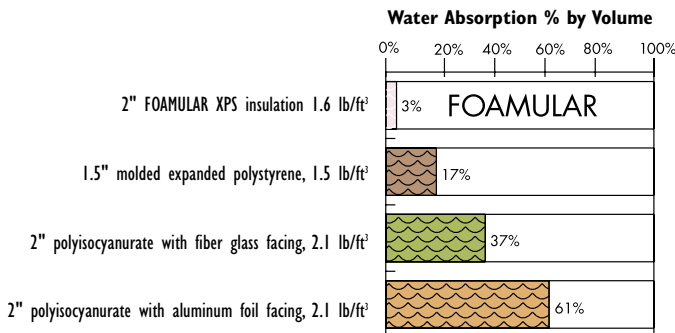 Water Absorption % by Volume
0% 20% 40% 60% 80% 100%
2" FOAMULAR XPS insulation 1.6 lb/ft³ 3% FOAMULAR
1.5" molded expanded polystyrene, 1.5 lb/ft³ 17%
2" polyisocyanurate with fiber glass facing, 2.1 lb/ft³ 37%
2" polyisocyanurate with aluminum foil facing, 2.1 lb/ft³ 61%